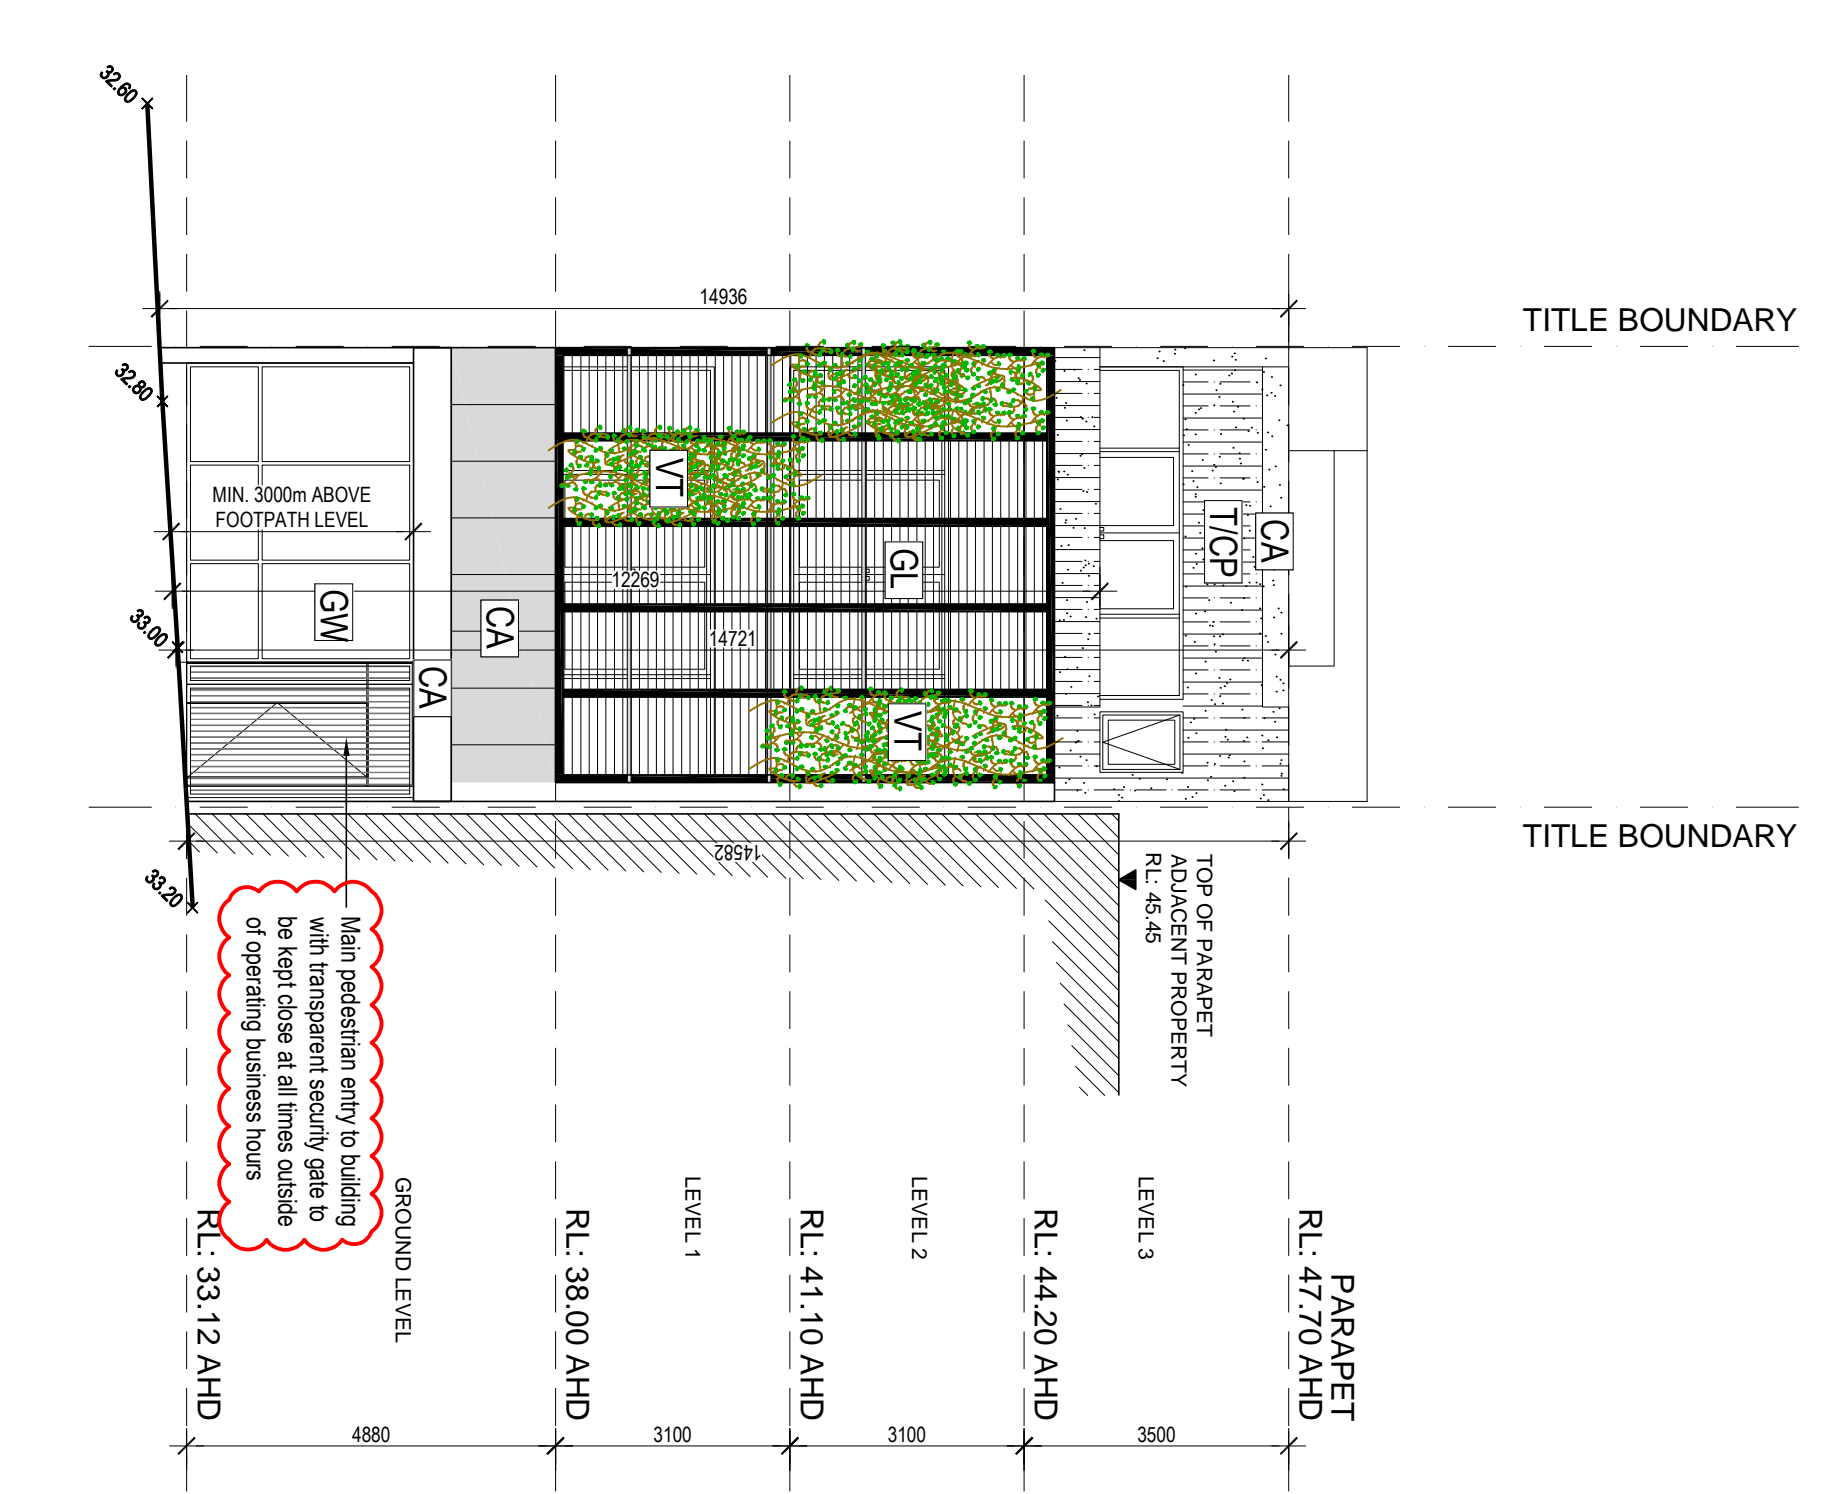 32.60
32.80
33.00
33.20
14936
TITLE BOUNDARY
TITLE BOUNDARY
MIN. 3000m ABOVE
FOOTPATH LEVEL
GW
CA
CA
VT
GL
VT
T/CP
CA
12269
14721
14582
TOP OF PARAPET
ADJACENT PROPERTY
RL: 45.45
Main pedestrian entry to building
with transparent security gate to
be kept close at all times outside
of operating business hours
GROUND LEVEL
LEVEL 1
LEVEL 2
LEVEL 3
RL: 33.12 AHD
RL: 38.00 AHD
RL: 41.10 AHD
RL: 44.20 AHD
PARAPET
RL: 47.70 AHD
4880
3100
3100
3500